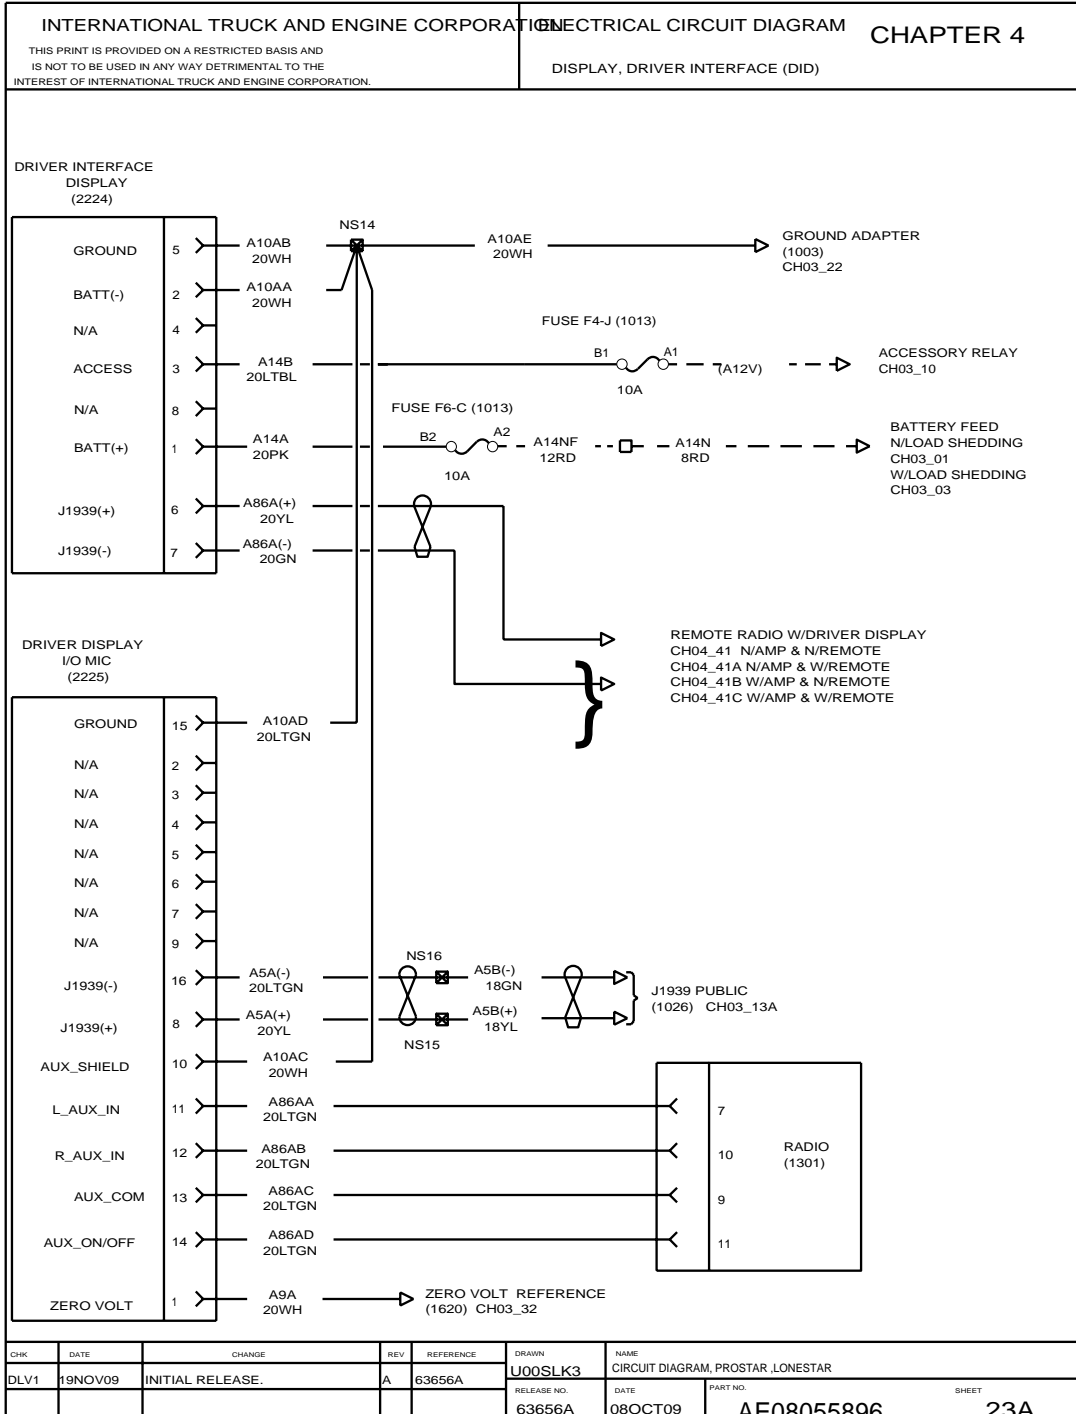 INTERNATIONAL TRUCK AND ENGINE CORPORATION
THIS PRINT IS PROVIDED ON A RESTRICTED BASIS AND
IS NOT TO BE USED IN ANY WAY DETRIMENTAL TO THE
INTEREST OF INTERNATIONAL TRUCK AND ENGINE CORPORATION.
ELECTRICAL CIRCUIT DIAGRAM
CHAPTER 4
DISPLAY, DRIVER INTERFACE (DID)
DRIVER INTERFACE
DISPLAY
(2224)
NS14
GROUND 5 A10AB
20WH
A10AE
20WH
GROUND ADAPTER
(1003)
CH03_22
BATT(-) 2 A10AA
20WH
N/A 4
FUSE F4-J (1013)
ACCESS 3 A14B
20LTBL
B1 A1
10A
(A12V)
ACCESSORY RELAY
CH03_10
N/A 8
FUSE F6-C (1013)
BATT(+) 1 A14A
20PK
B2 A2
10A
A14NF
12RD
A14N
8RD
BATTERY FEED
N/LOAD SHEDDING
CH03_01
W/LOAD SHEDDING
CH03_03
J1939(+) 6 A86A(+)
20YL
J1939(-) 7 A86A(-)
20GN
REMOTE RADIO W/DRIVER DISPLAY
CH04_41 N/AMP & N/REMOTE
CH04_41A N/AMP & W/REMOTE
CH04_41B W/AMP & N/REMOTE
CH04_41C W/AMP & W/REMOTE
DRIVER DISPLAY
I/O MIC
(2225)
GROUND 15 A10AD
20LTGN
N/A 2
N/A 3
N/A 4
N/A 5
N/A 6
N/A 7
N/A 9
J1939(-) 16 A5A(-)
20LTGN
NS16
A5B(-)
18GN
J1939(+) 8 A5A(+)
20YL
NS15
A5B(+)
18YL
J1939 PUBLIC
(1026) CH03_13A
AUX_SHIELD 10 A10AC
20WH
L_AUX_IN 11 A86AA
20LTGN
7
R_AUX_IN 12 A86AB
20LTGN
10
RADIO
(1301)
AUX_COM 13 A86AC
20LTGN
9
AUX_ON/OFF 14 A86AD
20LTGN
11
ZERO VOLT 1 A9A
20WH
ZERO VOLT REFERENCE
(1620) CH03_32
CHK DATE CHANGE REV REFERENCE
DLV1 19NOV09 INITIAL RELEASE. A 63656A
DRAWN
U00SLK3
NAME
CIRCUIT DIAGRAM, PROSTAR ,LONESTAR
RELEASE NO.
63656A
DATE
08OCT09
PART NO.
AE08055896
SHEET
23A